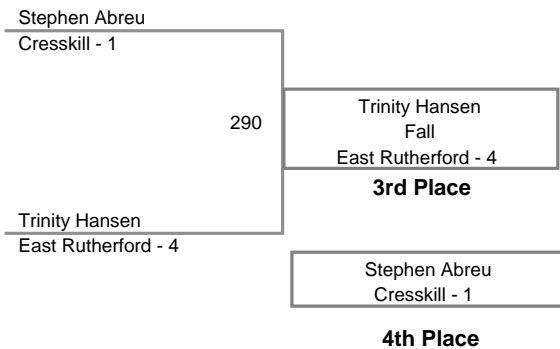 Stephen Abreu
Cresskill - 1
290
Trinity Hansen
Fall
East Rutherford - 4
3rd Place
Trinity Hansen
East Rutherford - 4
Stephen Abreu
Cresskill - 1
4th Place